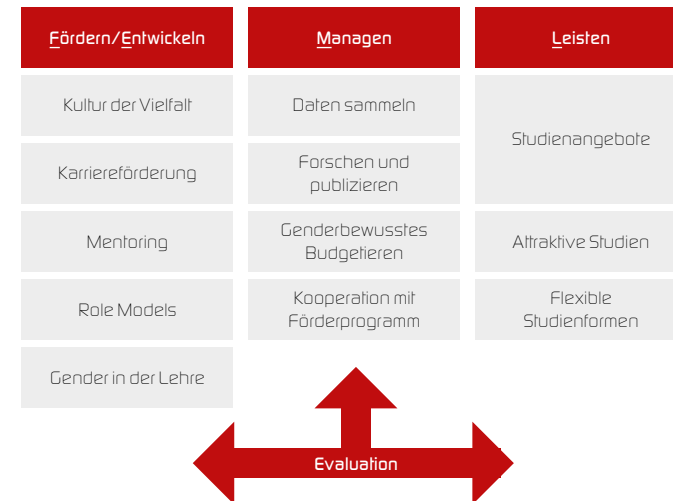 Fördern/Entwickeln
Kultur der Vielfalt
Karriereförderung
Mentoring
Role Models
Gender in der Lehre
Managen
Daten sammeln
Forschen und
publizieren
Genderbewusstes
Budgetieren
Kooperation mit
Förderprogramm
Leisten
Studienangebote
Attraktive Studien
Flexible
Studienformen
Evaluation